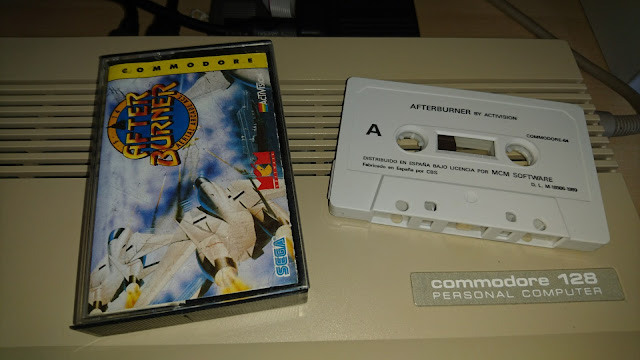 COMMODORE
AFTER
BURNER
ACTIVISION
SEGA
AFTERBURNER BY ACTIVISION
A
COMMODORE-64
DISTRIBUIDO EN ESPAÑA BAJO LICENCIA POR MCM SOFTWARE
Fabricado en España por CBS
commodore 128
PERSONAL COMPUTER